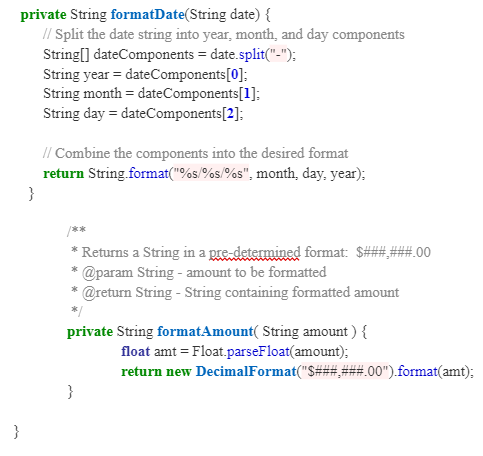 private String formatDate(String date) {
// Split the date string into year, month, and day components
String[] dateComponents = date.split("-");
String year = dateComponents[0];
String month = dateComponents[1];
String day = dateComponents[2];
// Combine the components into the desired format
return String.format("%s/%s/%s", month, day, year);
}
/**
* Returns a String in a pre-determined format:  $###,###.00
* @param String - amount to be formatted
* @return String - String containing formatted amount
*/
private String formatAmount( String amount ) {
float amt = Float.parseFloat(amount);
return new DecimalFormat("$###,###.00").format(amt);
}
}